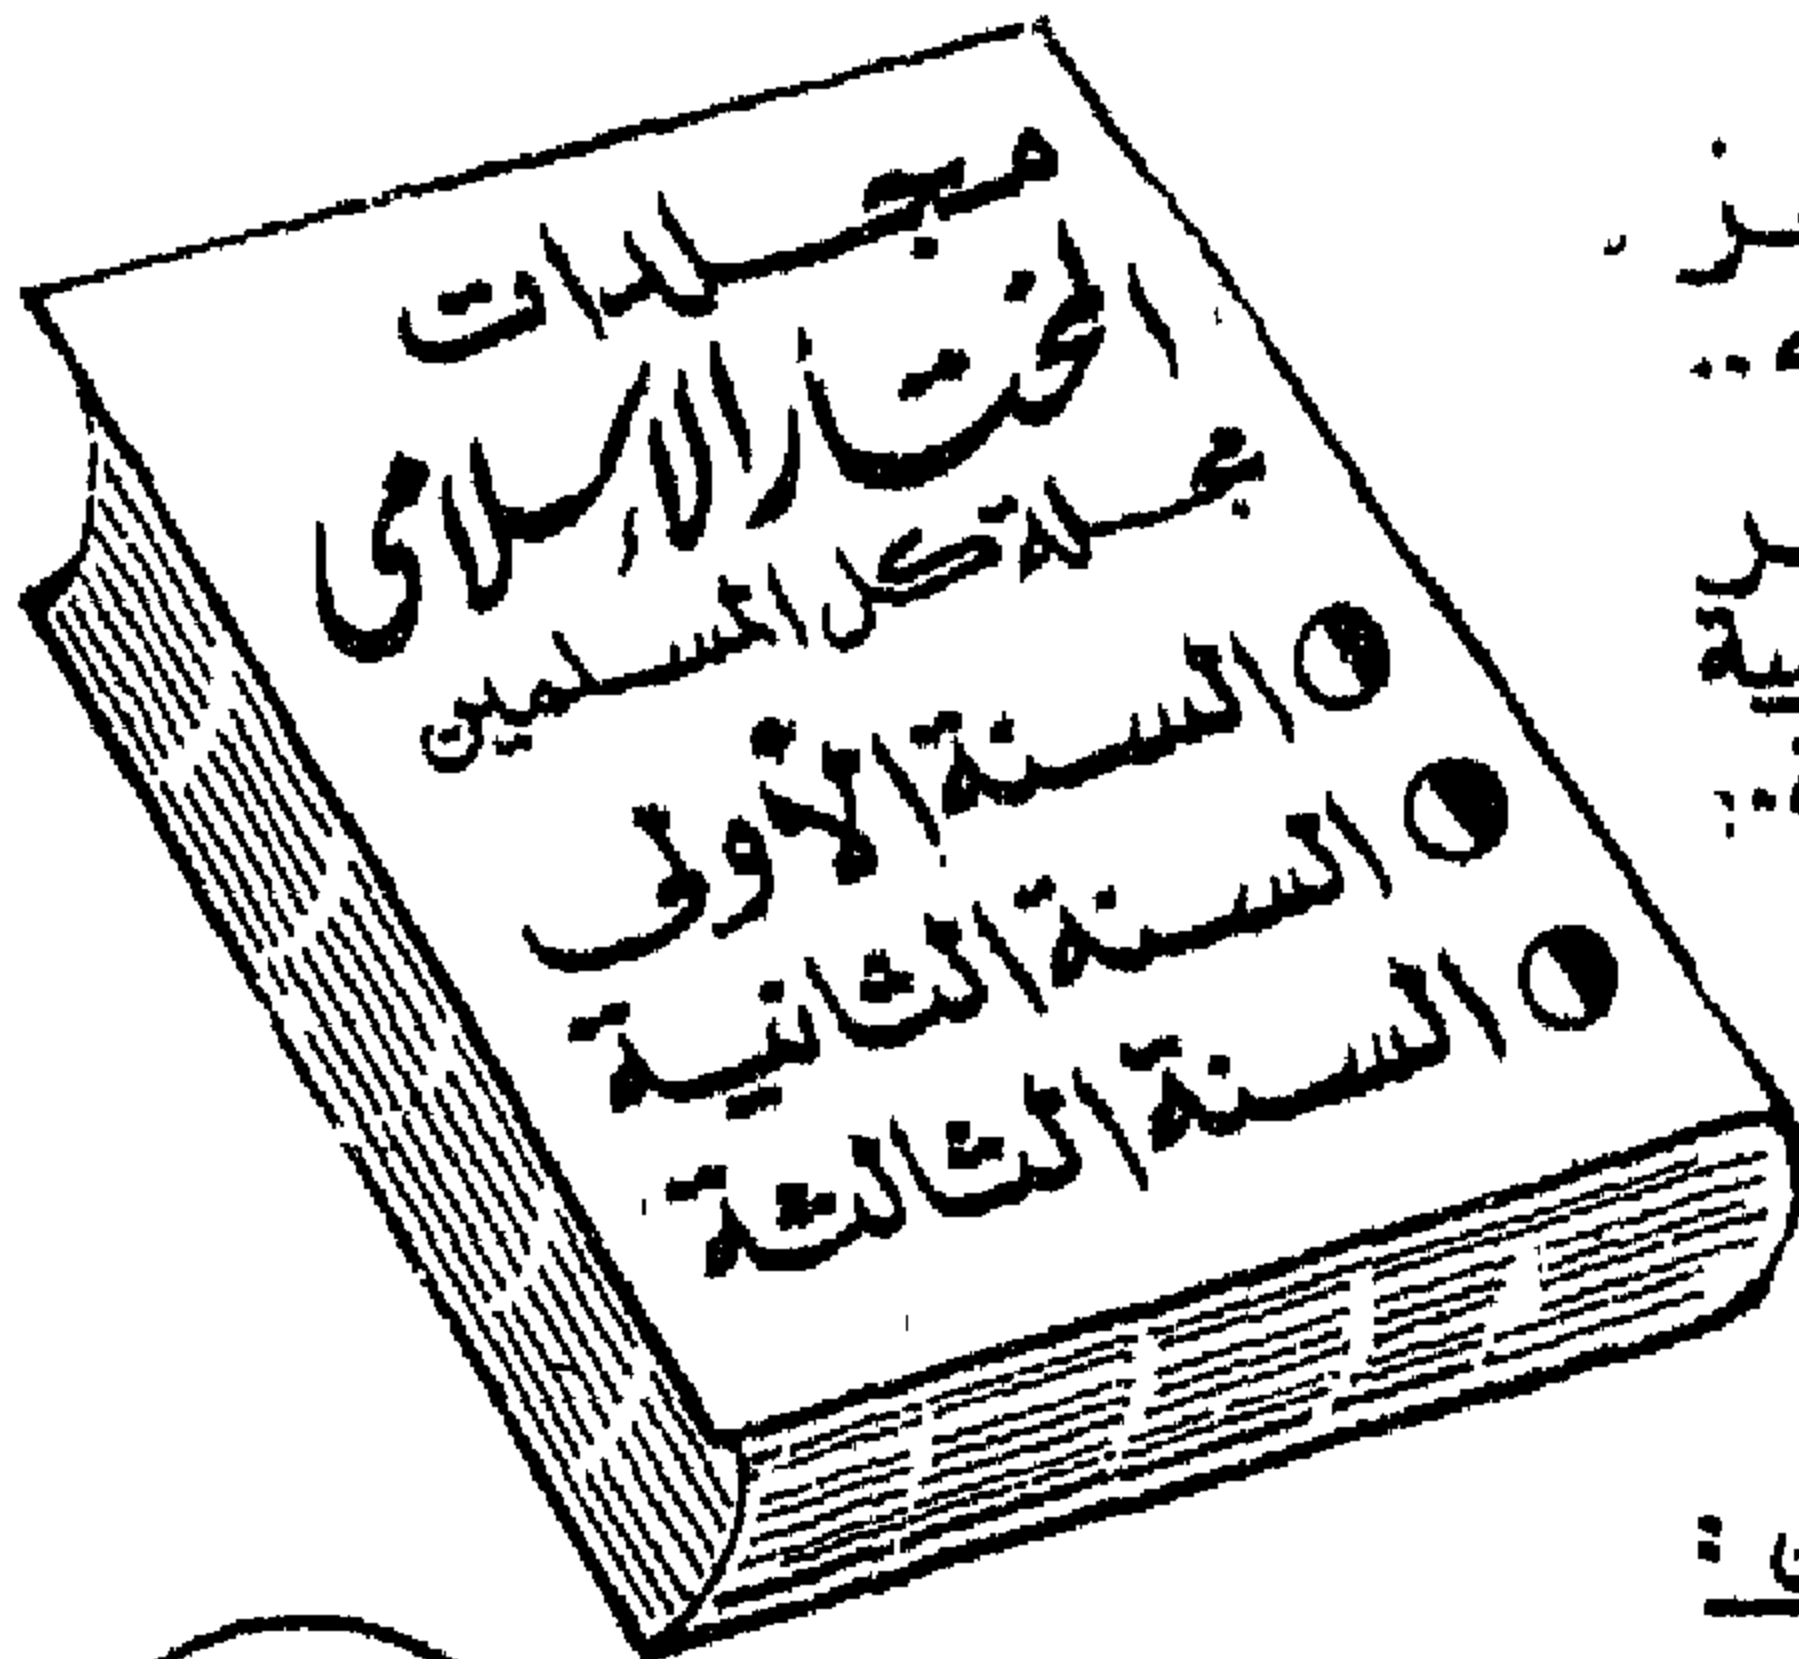 مجلدات
المختار الإسلامى
مجلة كل المسلمين
السنة الأولى
السنة الثانية
السنة الثالثة